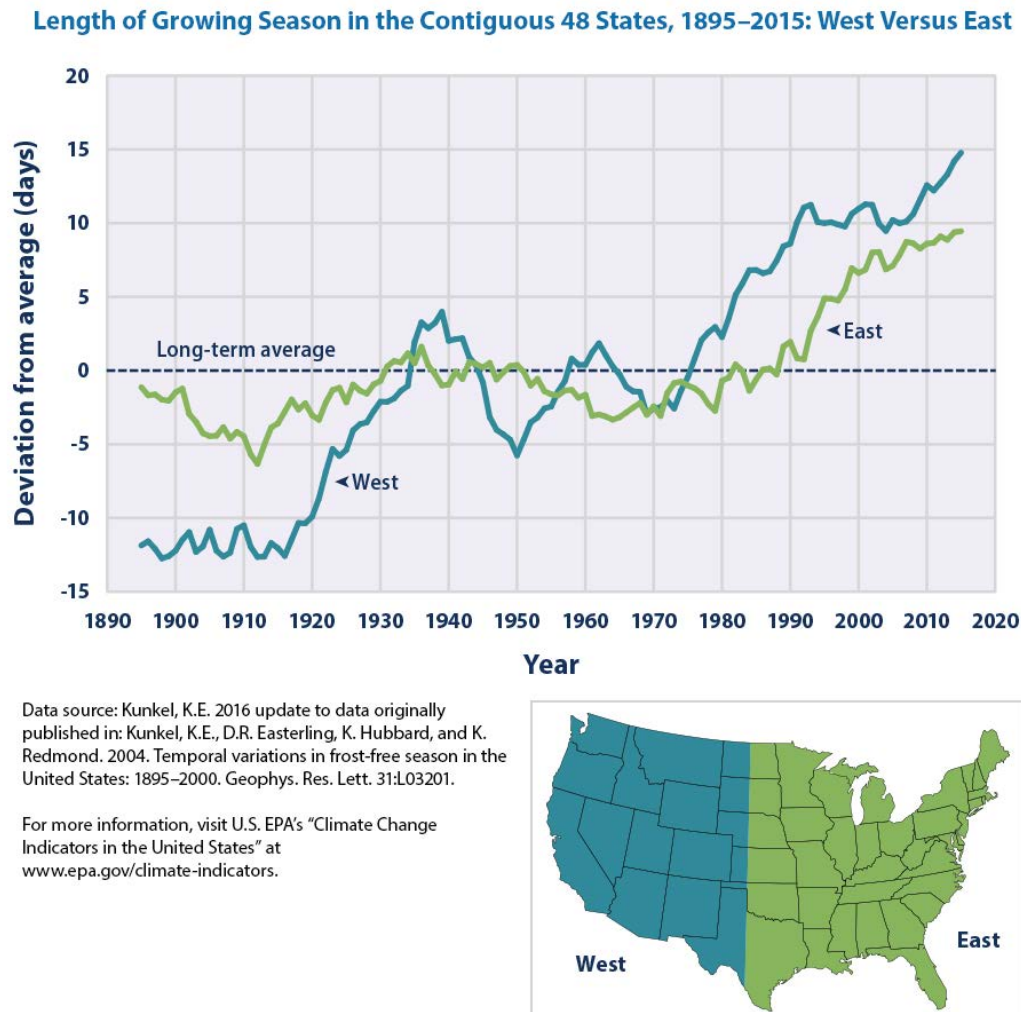 Length of Growing Season in the Contiguous 48 States, 1895–2015: West Versus East
20
15
10
5
0
-5
-10
-15
Deviation from average (days)
Long-term average
East
West
1890 1900 1910 1920 1930 1940 1950 1960 1970 1980 1990 2000 2010 2020
Year
Data source: Kunkel, K.E. 2016 update to data originally
published in: Kunkel, K.E., D.R. Easterling, K. Hubbard, and K.
Redmond. 2004. Temporal variations in frost-free season in the
United States: 1895–2000. Geophys. Res. Lett. 31:L03201.
For more information, visit U.S. EPA's “Climate Change
Indicators in the United States” at
www.epa.gov/climate-indicators.
West
East